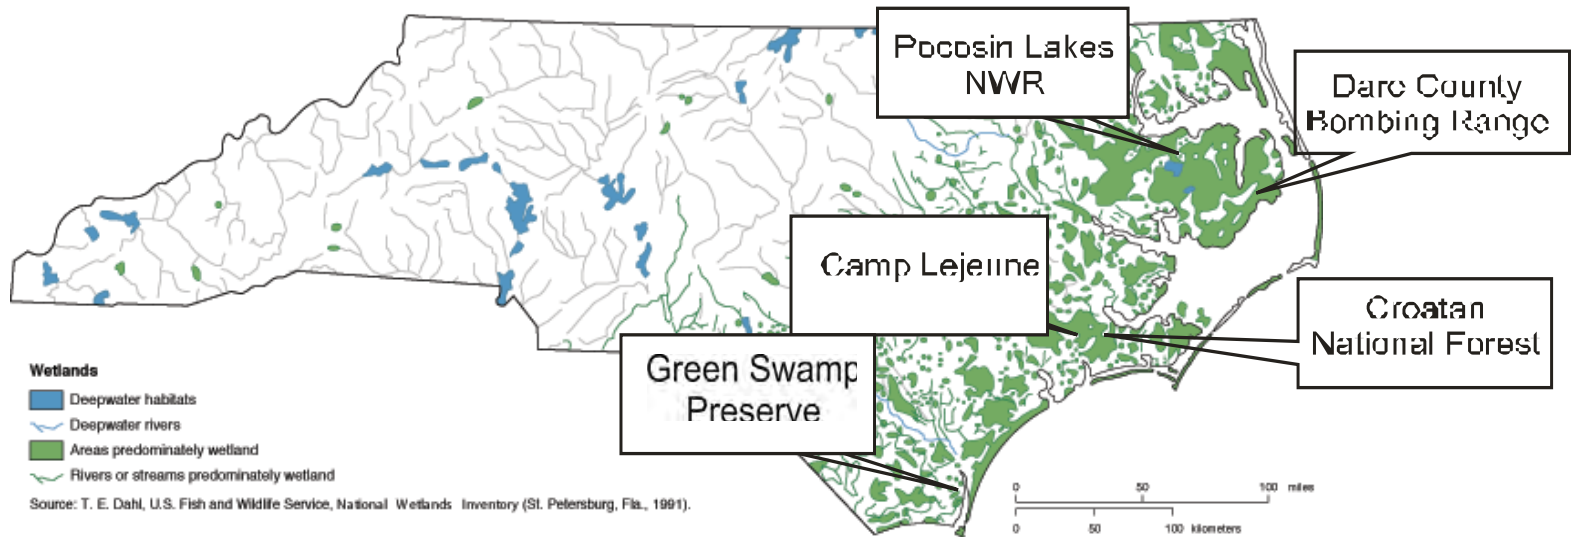 Pocosin Lakes
NWR
Dare County
Bombing Range
Camp Lejeune
Croatan
National Forest
Green Swamp
Preserve
Wetlands
Deepwater habitats
Deepwater rivers
Areas predominately wetland
Rivers or streams predominately wetland
Source: T. E. Dahl, U.S. Fish and Wildlife Service, National Wetlands Inventory (St. Petersburg, Fla., 1991).
0 50 100 miles
0 50 100 kilometers